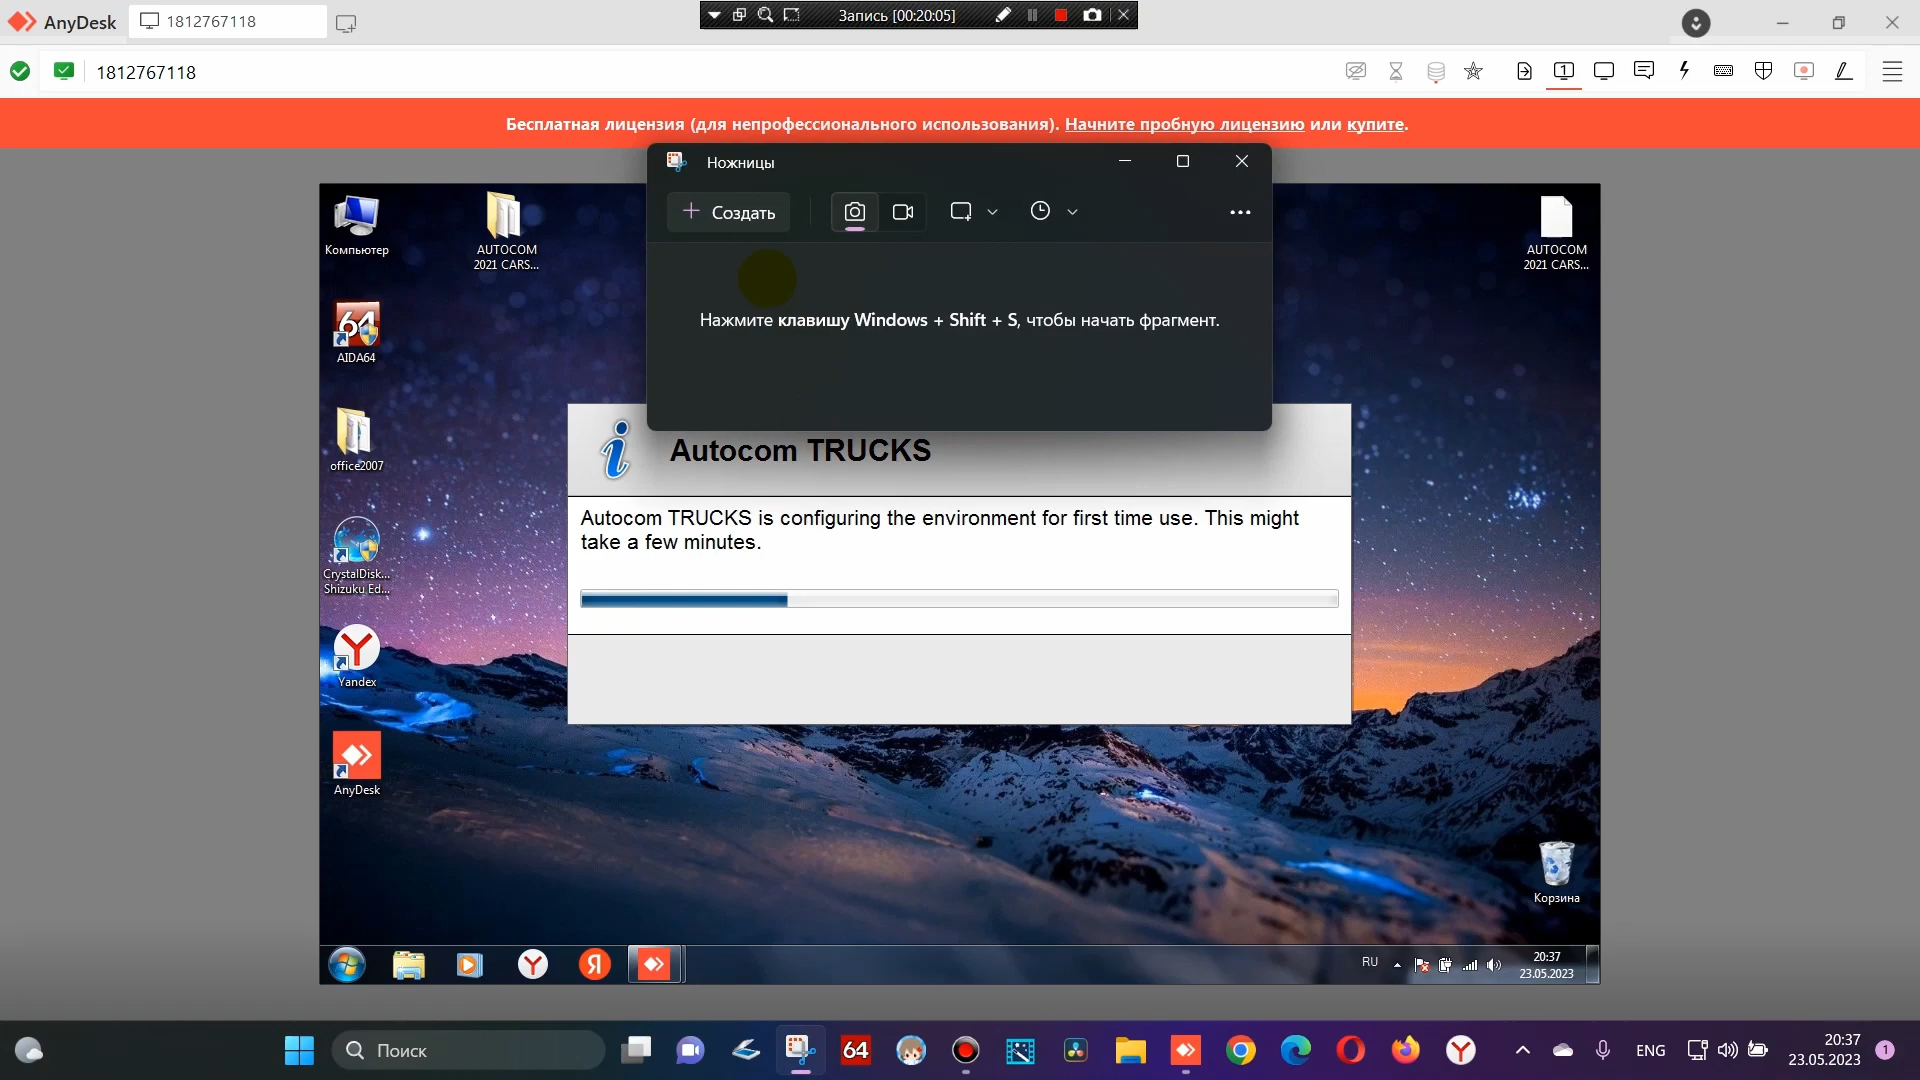 AnyDesk
1812767118
Запись [00:20:05]
1812767118
Бесплатная лицензия (для непрофессионального использования). Начните пробную лицензию или купите.
Ножницы
Создать
Нажмите клавишу Windows + Shift + S, чтобы начать фрагмент.
Компьютер
AUTOCOM
2021 CARS...
AUTOCOM
2021 CARS...
64
AIDA64
office2007
CrystalDisk...
Shizuku Ed...
Yandex
AnyDesk
Autocom TRUCKS
Autocom TRUCKS is configuring the environment for first time use. This might
take a few minutes.
Корзина
RU
20:37
23.05.2023
Поиск
64
ENG
20:37
23.05.2023
1